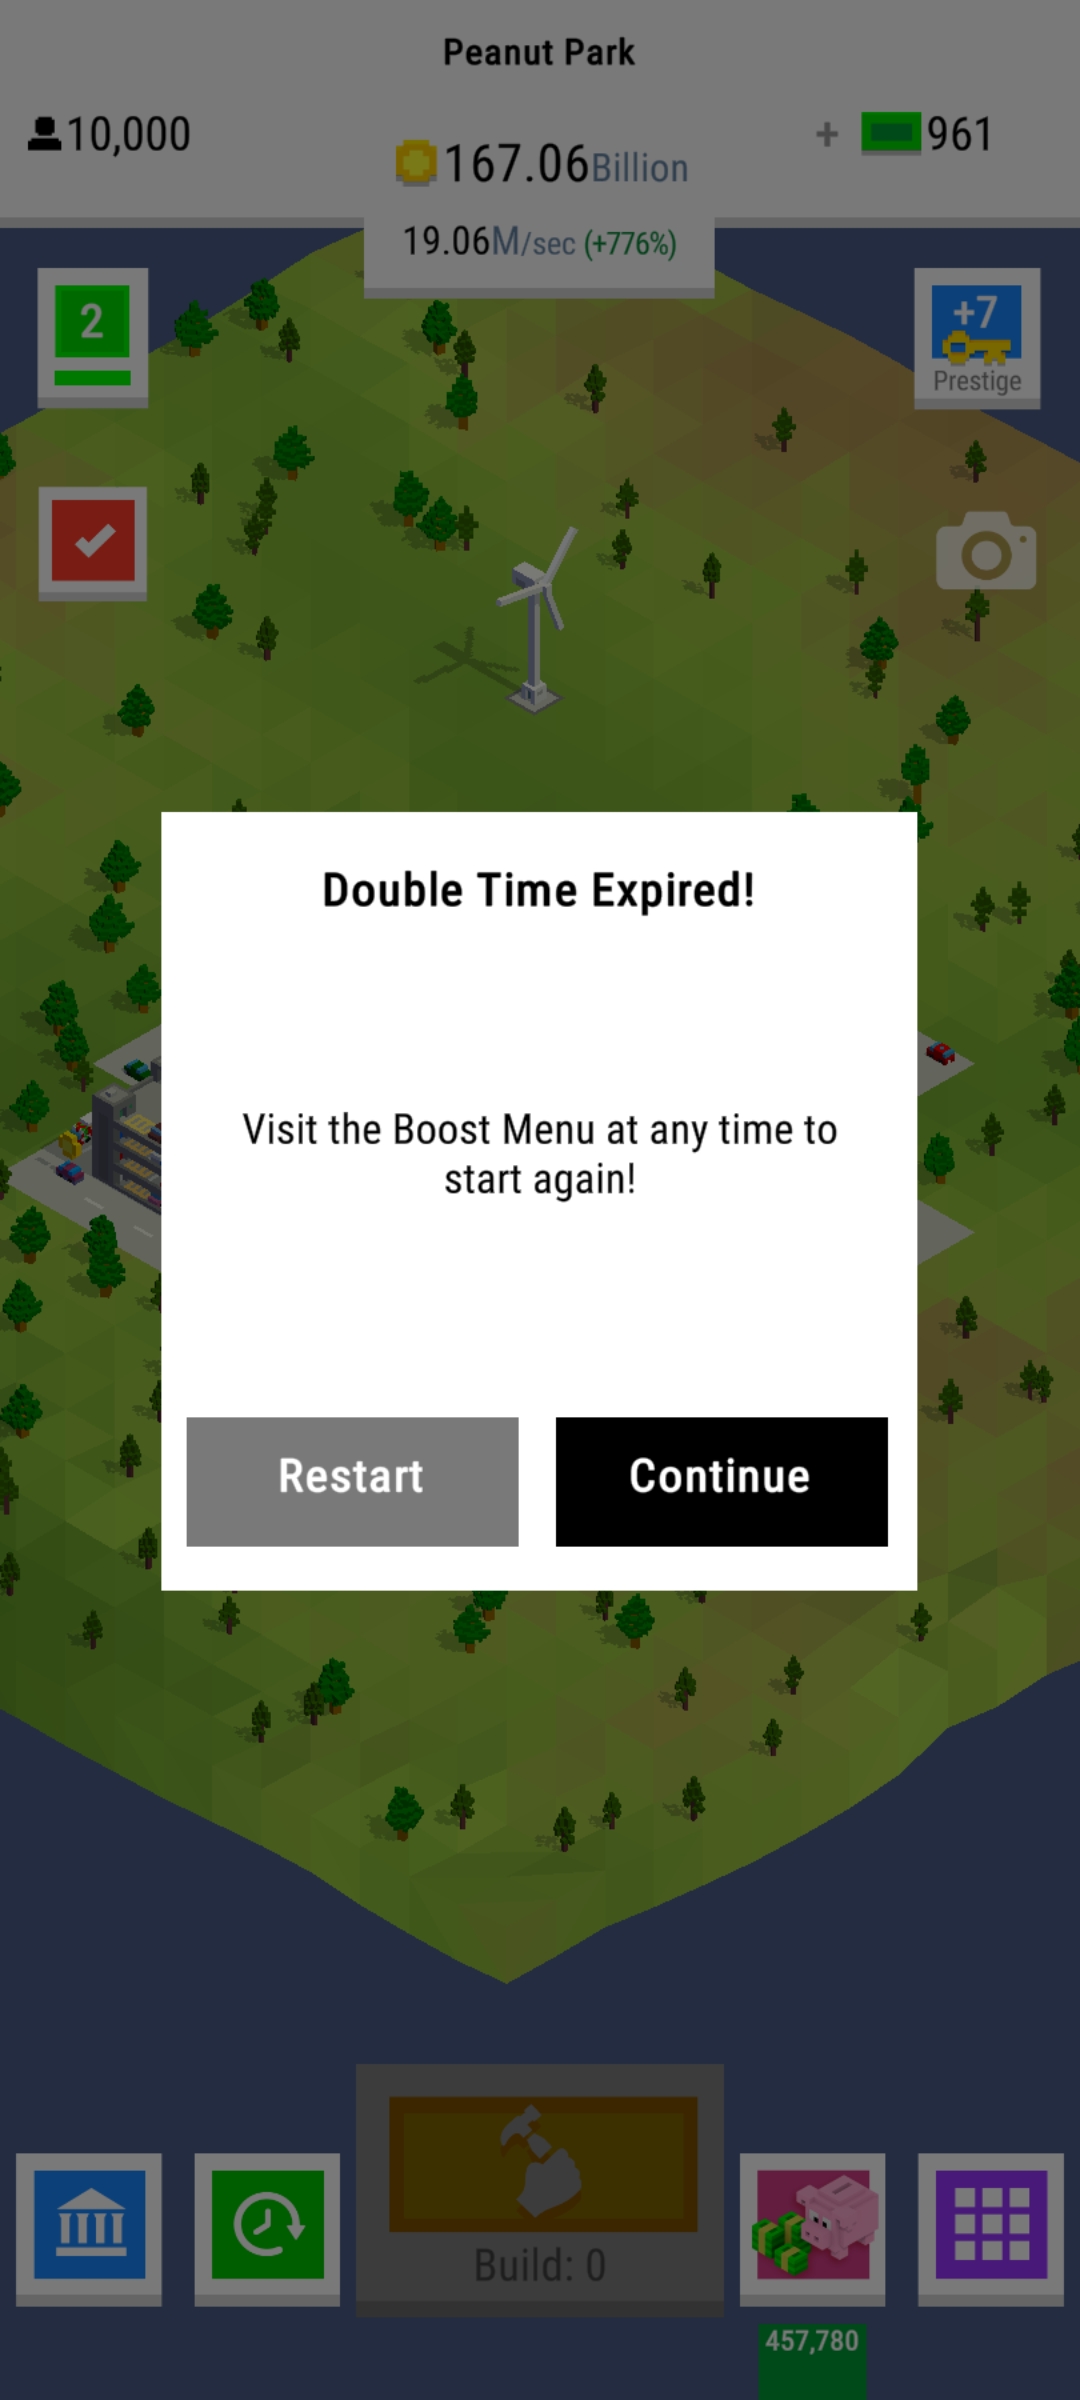 Peanut Park
10,000
167.06Billion
+ 961
19.06M/sec (+776%)
2
+7
Prestige
Double Time Expired!
Visit the Boost Menu at any time to
start again!
Restart
Continue
Build: 0
457,780